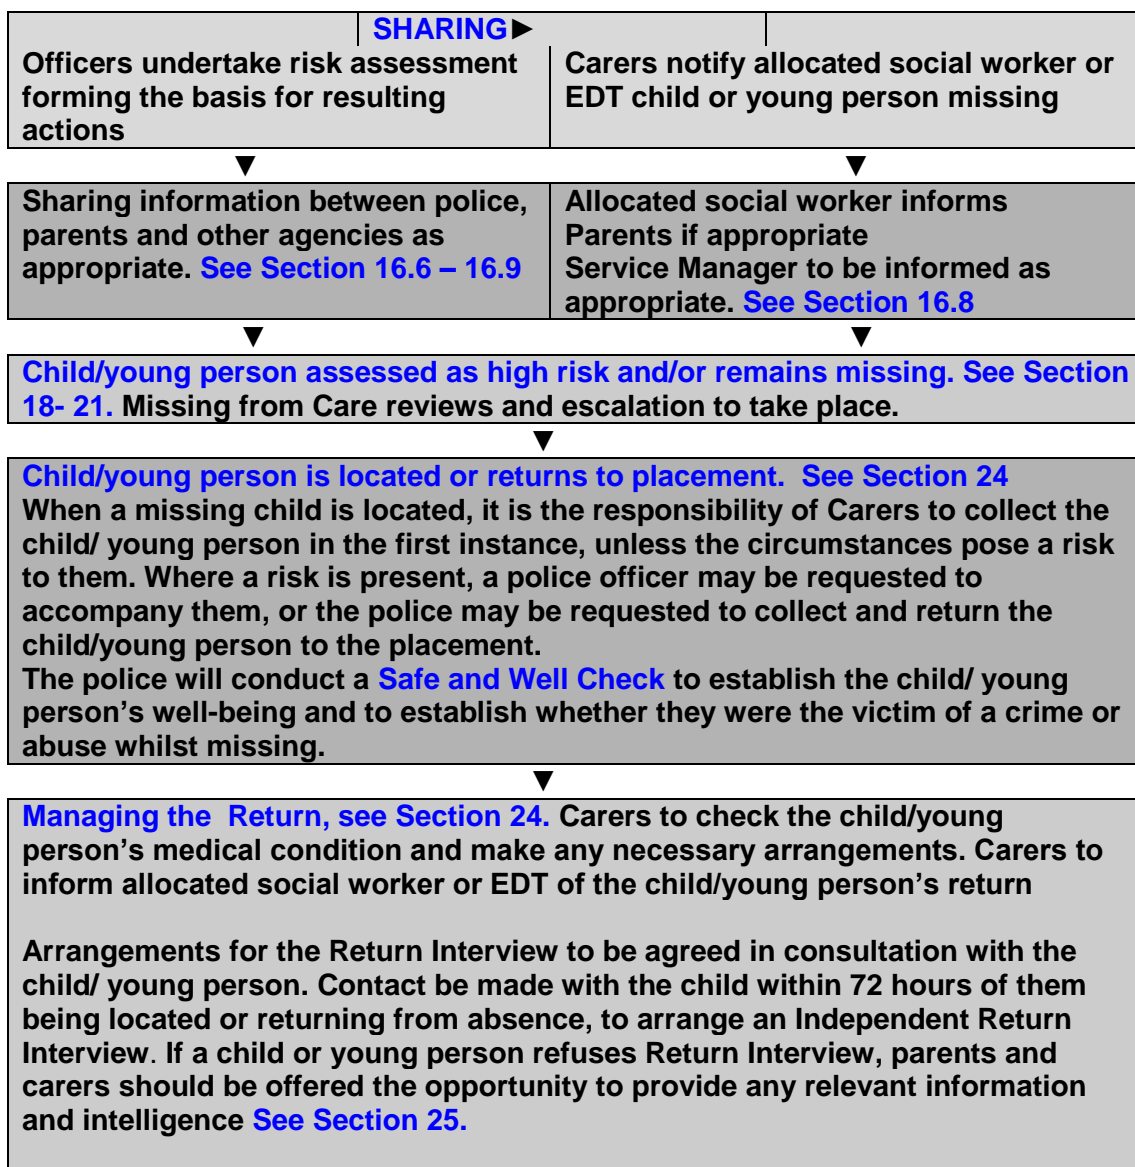 SHARING►
Officers undertake risk assessment
forming the basis for resulting
actions
Carers notify allocated social worker or
EDT child or young person missing
▼ ▼
Sharing information between police,
parents and other agencies as
appropriate. See Section 16.6 – 16.9
Allocated social worker informs
Parents if appropriate
Service Manager to be informed as
appropriate. See Section 16.8
▼ ▼
Child/young person assessed as high risk and/or remains missing. See Section
18- 21. Missing from Care reviews and escalation to take place.
▼
Child/young person is located or returns to placement.  See Section 24
When a missing child is located, it is the responsibility of Carers to collect the
child/ young person in the first instance, unless the circumstances pose a risk
to them. Where a risk is present, a police officer may be requested to
accompany them, or the police may be requested to collect and return the
child/young person to the placement.
The police will conduct a Safe and Well Check to establish the child/ young
person’s well-being and to establish whether they were the victim of a crime or
abuse whilst missing.
▼
Managing the  Return, see Section 24. Carers to check the child/young
person’s medical condition and make any necessary arrangements. Carers to
inform allocated social worker or EDT of the child/young person’s return
Arrangements for the Return Interview to be agreed in consultation with the
child/ young person. Contact be made with the child within 72 hours of them
being located or returning from absence, to arrange an Independent Return
Interview. If a child or young person refuses Return Interview, parents and
carers should be offered the opportunity to provide any relevant information
and intelligence See Section 25.